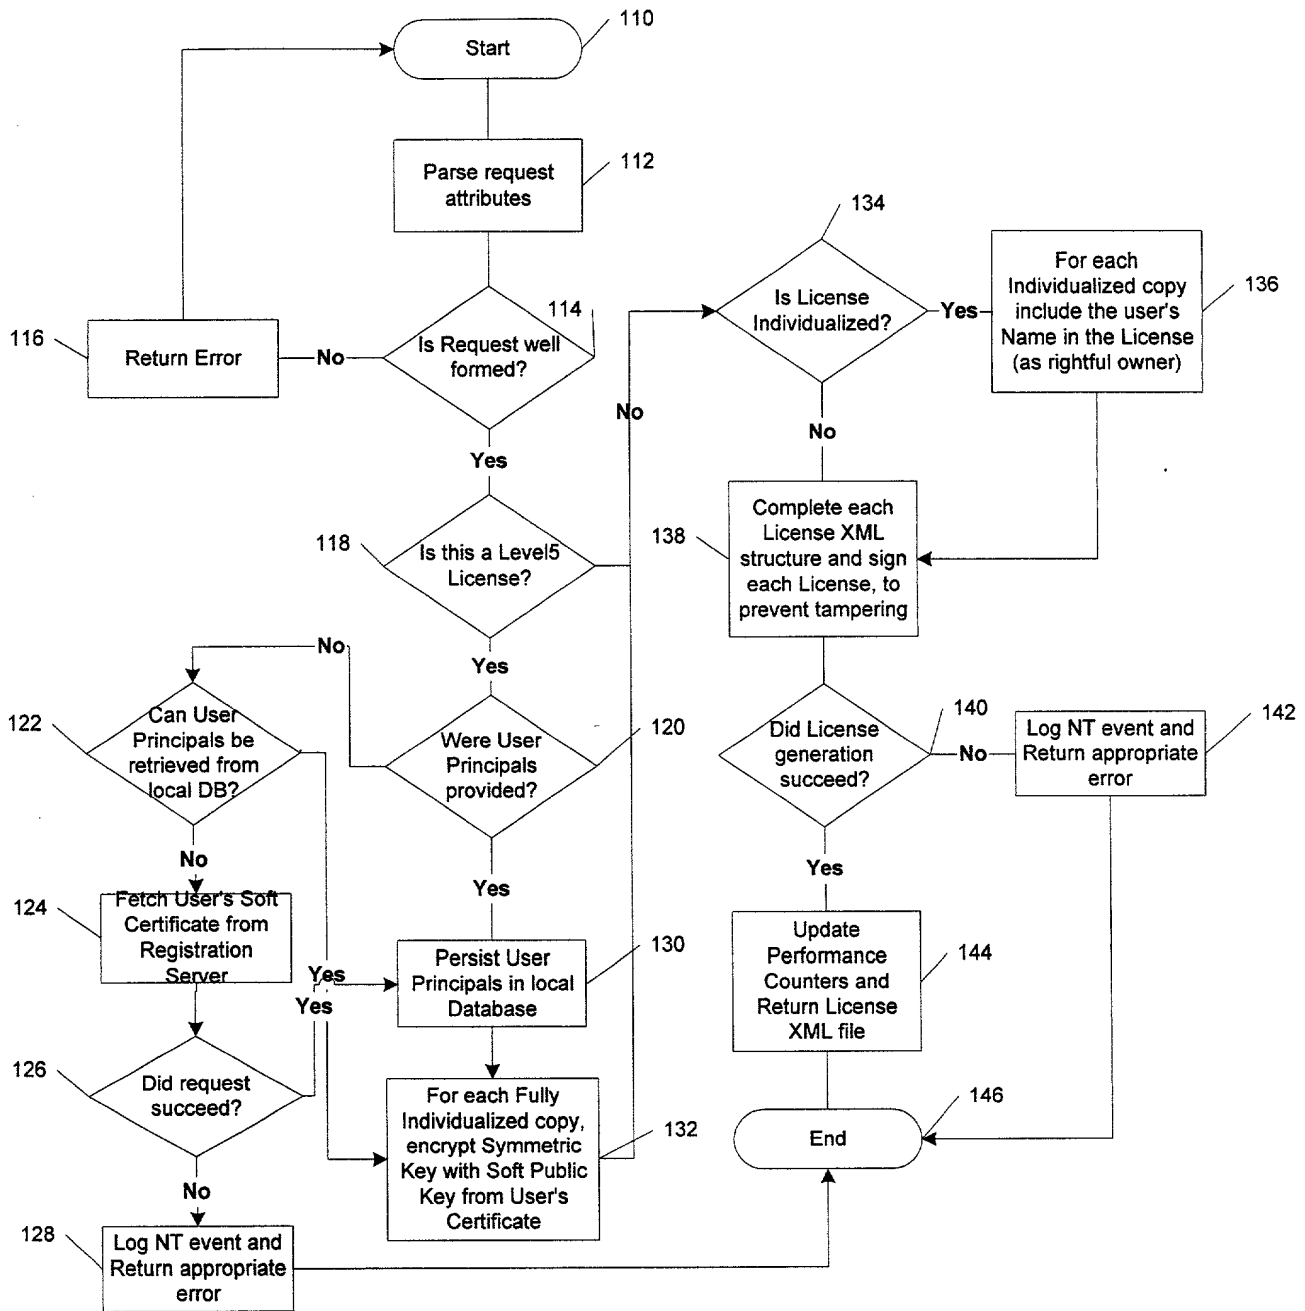 110
Start
Parse request
attributes
112
134
114
Is Request well
formed?
No
Return Error
116
Is License
Individualized?
Yes
For each
Individualized copy
include the user's
Name in the License
(as rightful owner)
136
No
No
Yes
118
Is this a Level5
License?
Complete each
License XML
structure and sign
each License, to
prevent tampering
138
No
Yes
122
Can User
Principals be
retrieved from
local DB?
Were User
Principals
provided?
120
Did License
generation
succeed?
140
No
Log NT event and
Return appropriate
error
142
No
Yes
Yes
124
Fetch User's Soft
Certificate from
Registration
Server
Yes
Yes
Persist User
Principals in local
Database
130
Update
Performance
Counters and
Return License
XML file
144
126
Did request
succeed?
For each Fully
Individualized copy,
encrypt Symmetric
Key with Soft Public
Key from User's
Certificate
132
End
146
No
128
Log NT event and
Return appropriate
error